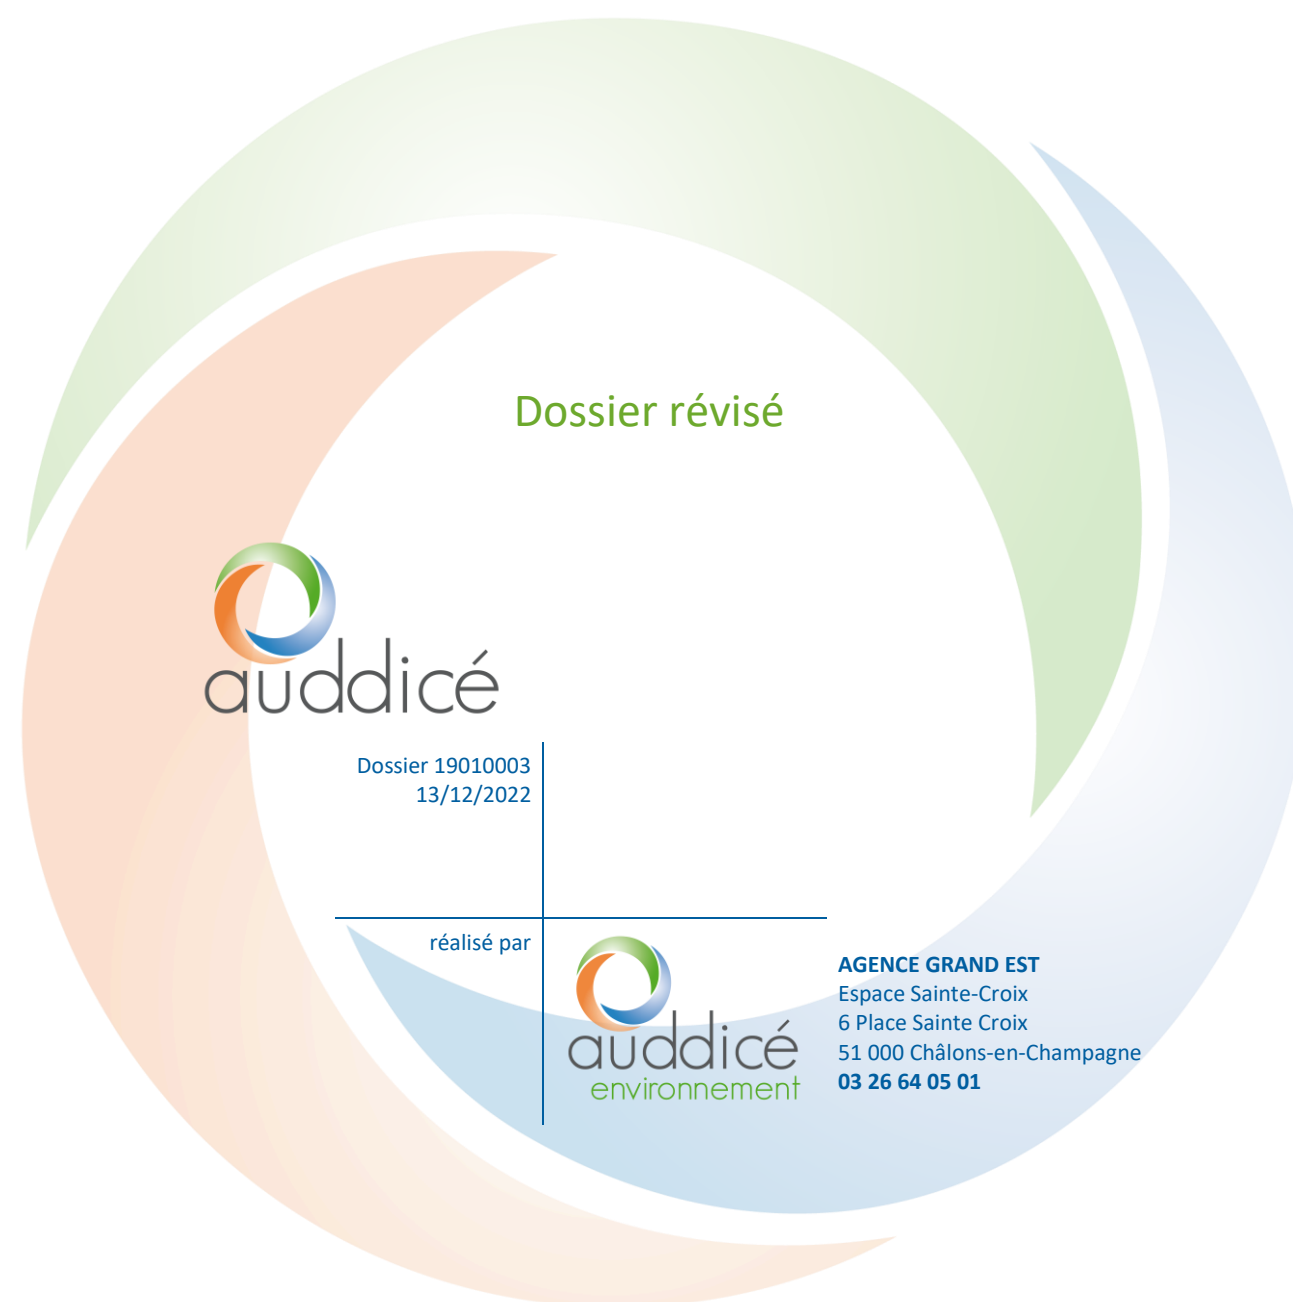 Dossier révisé
auddicé
Dossier 19010003
13/12/2022
réalisé par
auddicé
environnement
AGENCE GRAND EST
Espace Sainte-Croix
6 Place Sainte Croix
51 000 Châlons-en-Champagne
03 26 64 05 01